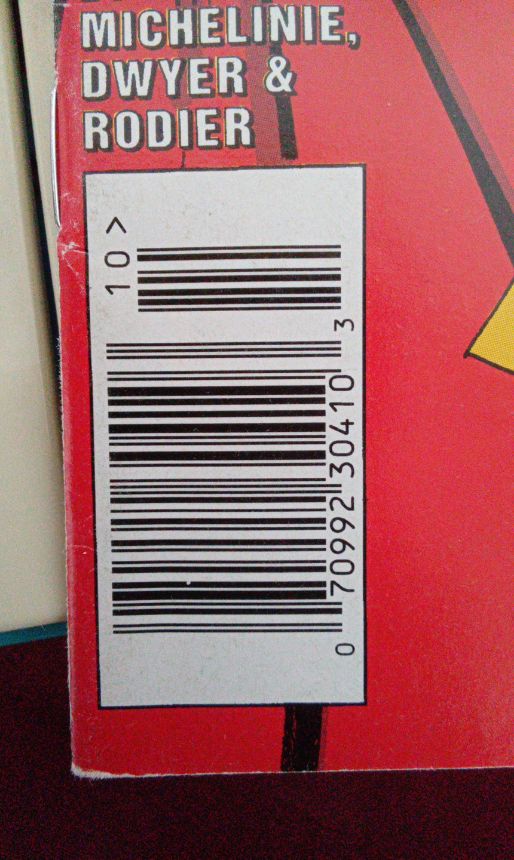 MICHELINIE,
DWYER &
RODIER
10 >
0 70992 30410 3